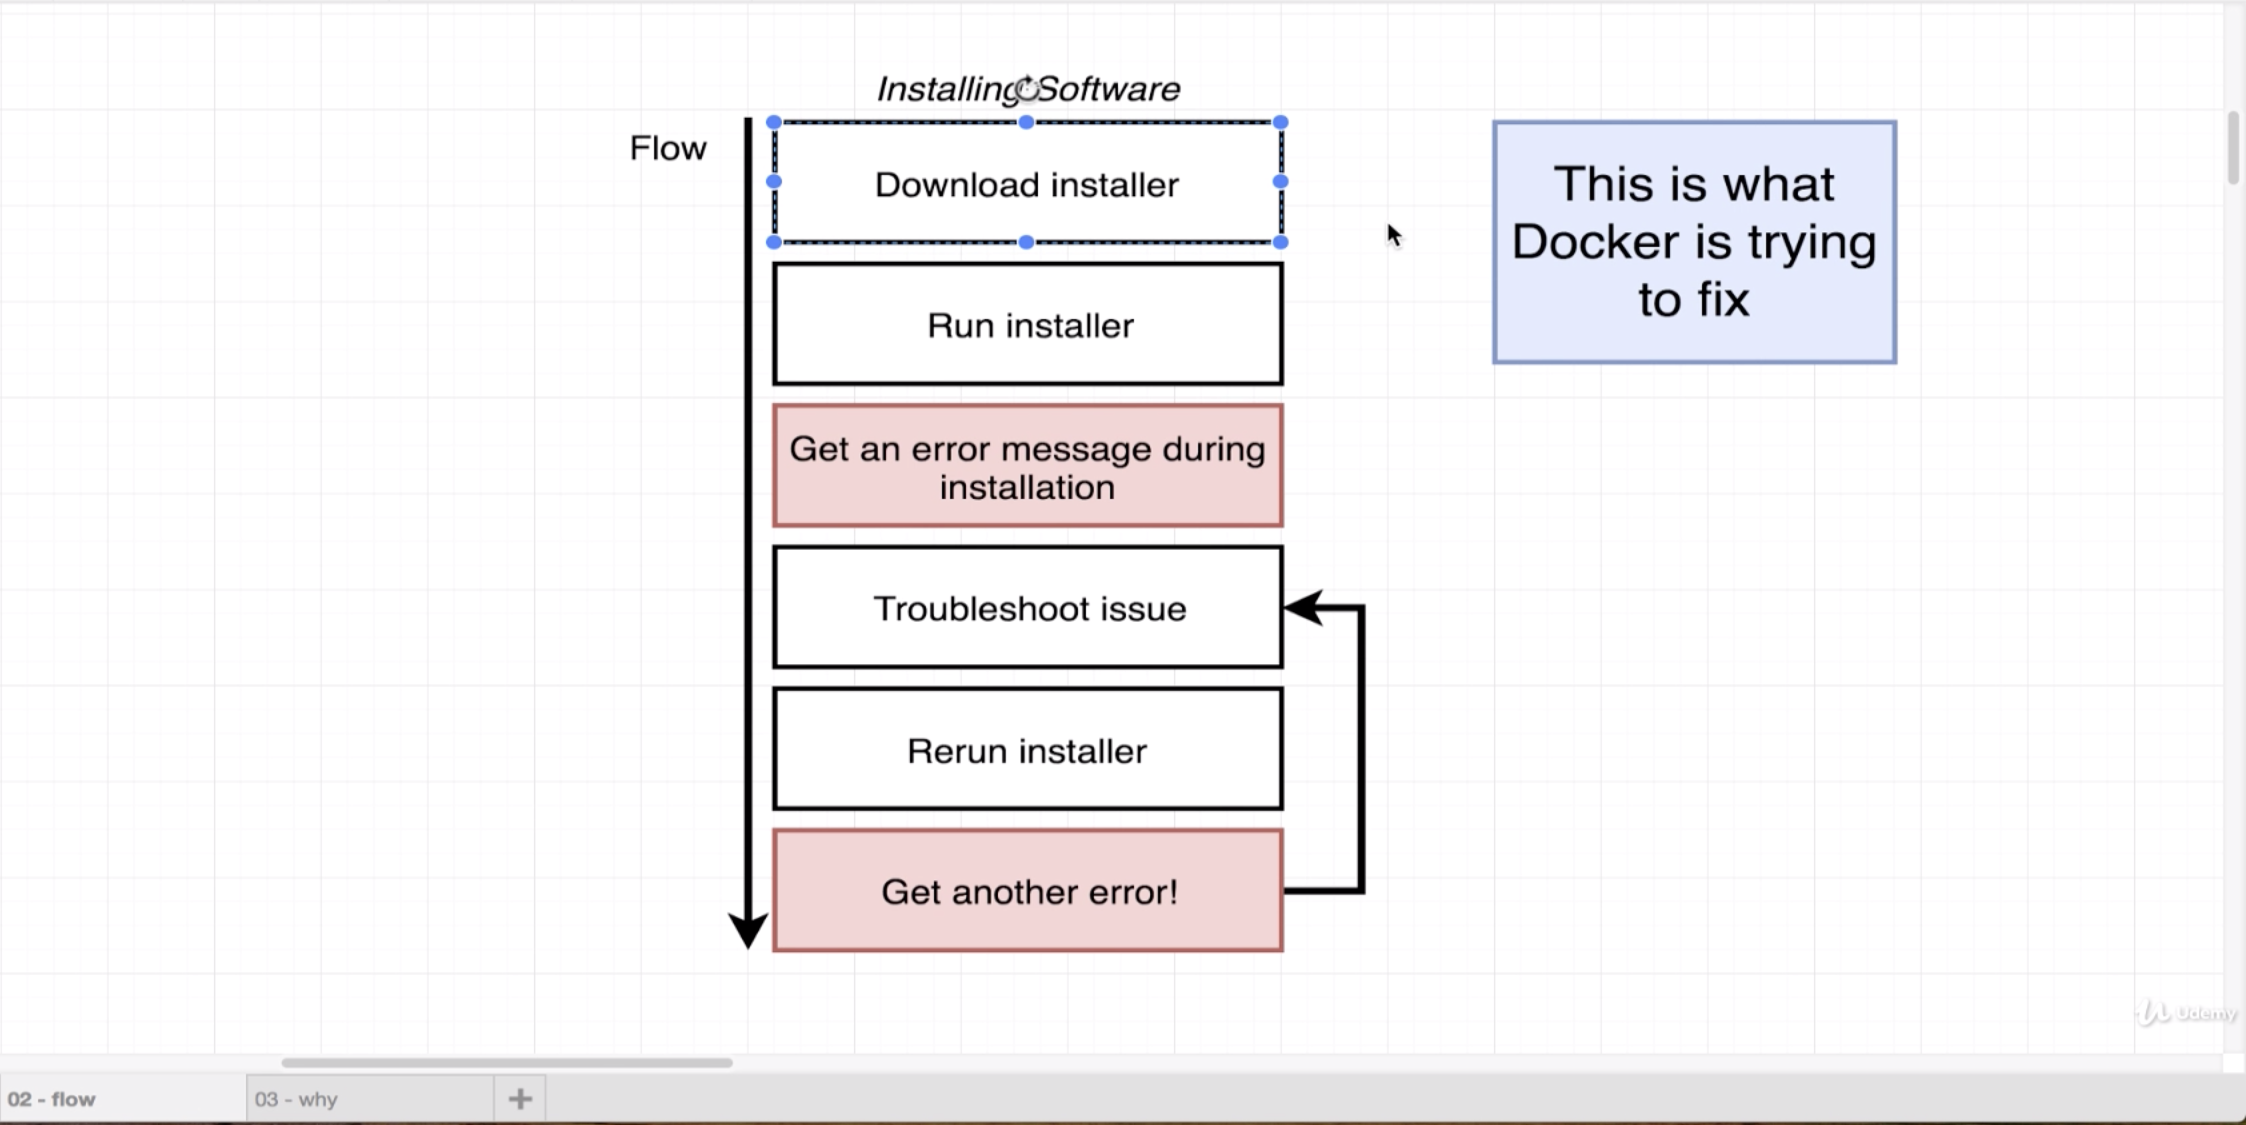 Installing Software
Flow
Download installer
This is what
Docker is trying
to fix
Run installer
Get an error message during
installation
Troubleshoot issue
Rerun installer
Get another error!
Udemy
02 - flow
03 - why